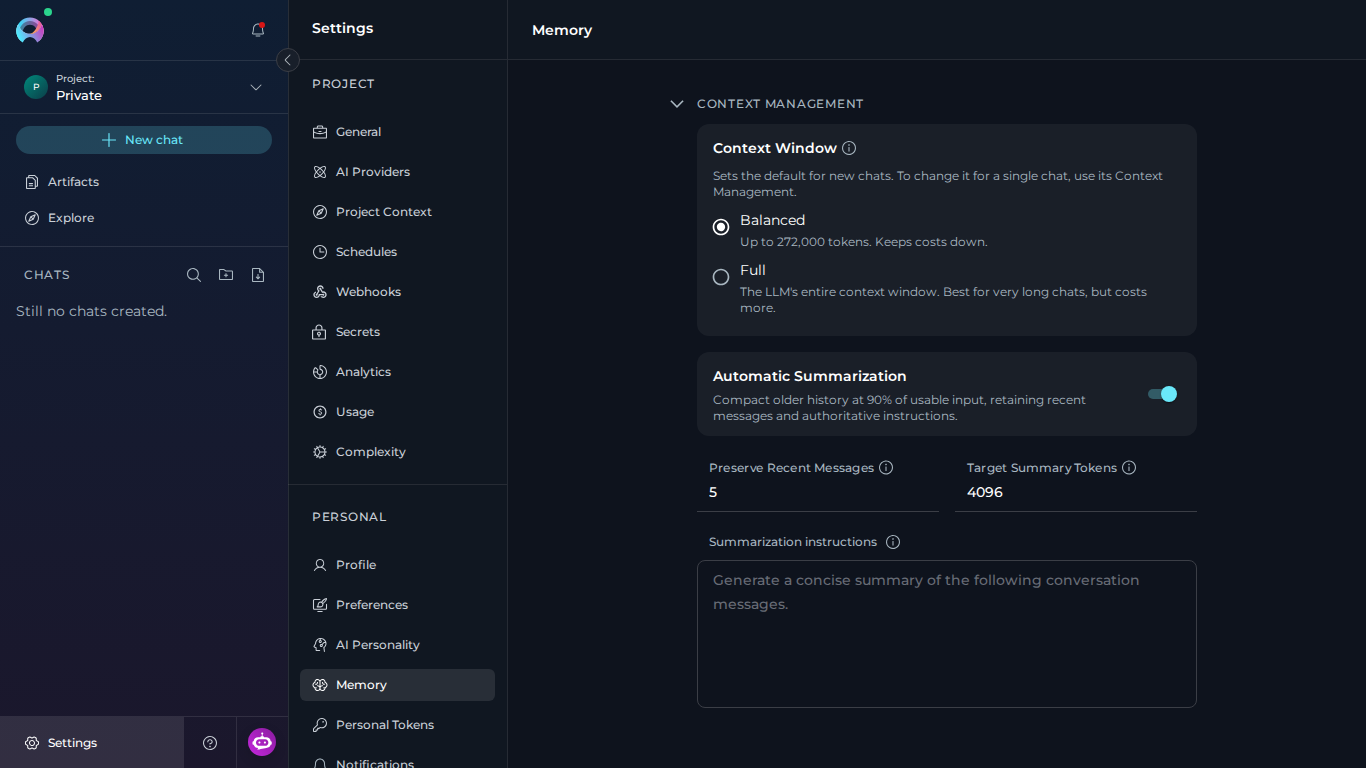 Project:
P
Private
New chat
Artifacts
Explore
CHATS
Still no chats created.
Settings
Settings
PROJECT
General
AI Providers
Project Context
Schedules
Webhooks
Secrets
Analytics
Usage
Complexity
PERSONAL
Profile
Preferences
AI Personality
Memory
Personal Tokens
Notifications
Memory
CONTEXT MANAGEMENT
Context Window
Sets the default for new chats. To change it for a single chat, use its Context
Management.
Balanced
Up to 272,000 tokens. Keeps costs down.
Full
The LLM's entire context window. Best for very long chats, but costs
more.
Automatic Summarization
Compact older history at 90% of usable input, retaining recent
messages and authoritative instructions.
Preserve Recent Messages
5
Target Summary Tokens
4096
Summarization instructions
Generate a concise summary of the following conversation
messages.